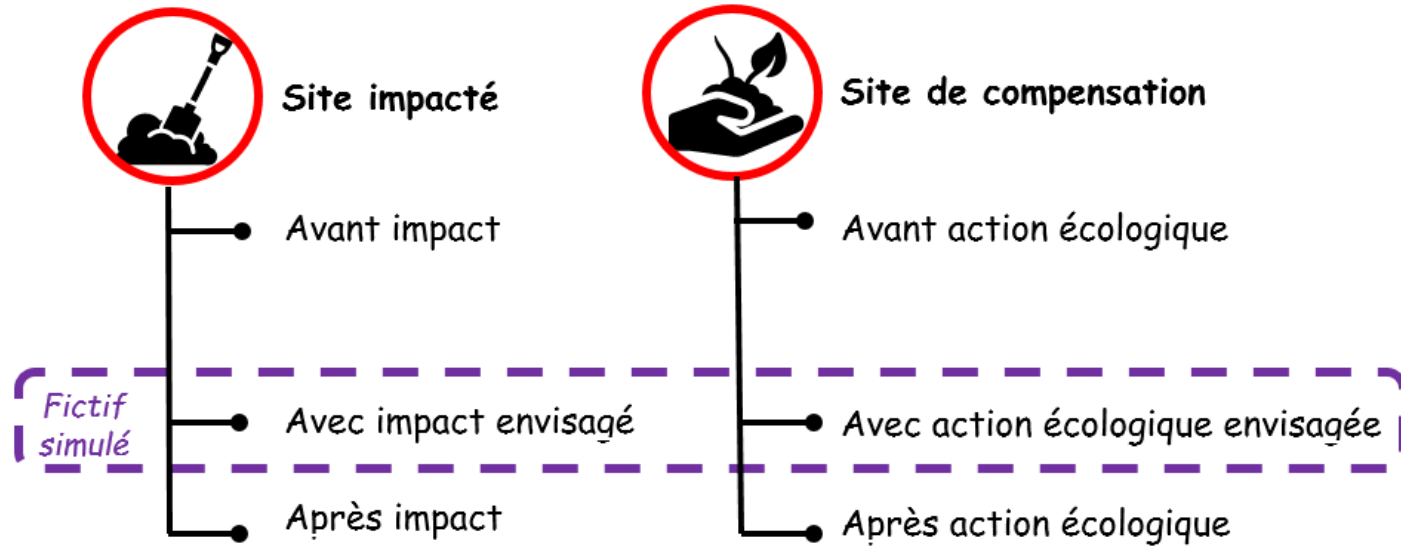 Site impacté
Site de compensation
Avant impact
Avant action écologique
Fictif
simulé
Avec impact envisagé
Avec action écologique envisagée
Après impact
Après action écologique